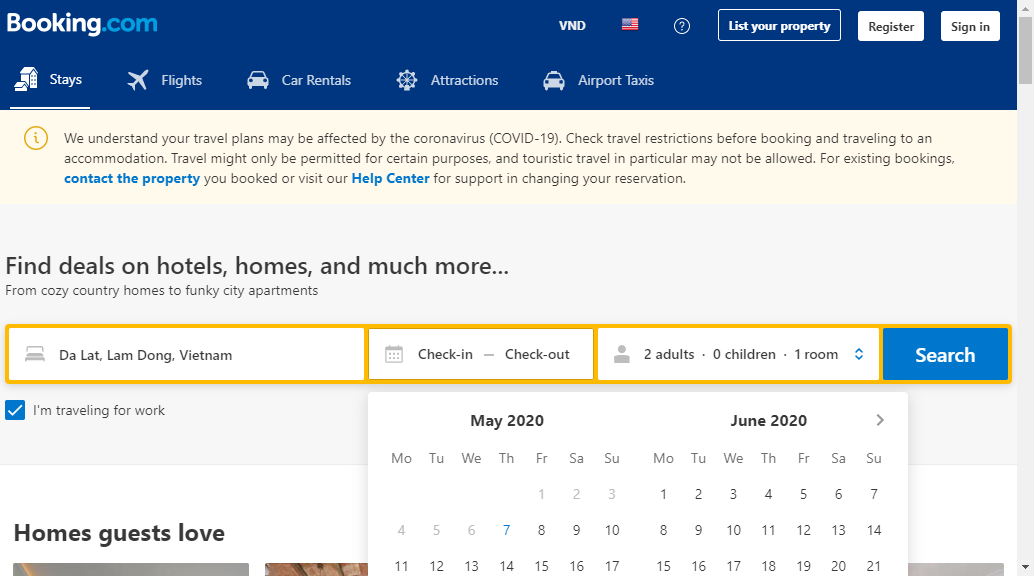 Booking.com
VND
List your property
Register
Sign in
Stays
Flights
Car Rentals
Attractions
Airport Taxis
We understand your travel plans may be affected by the coronavirus (COVID-19). Check travel restrictions before booking and traveling to an
accommodation. Travel might only be permitted for certain purposes, and touristic travel in particular may not be allowed. For existing bookings,
contact the property you booked or visit our Help Center for support in changing your reservation.
Find deals on hotels, homes, and much more...
From cozy country homes to funky city apartments
Da Lat, Lam Dong, Vietnam
Check-in — Check-out
2 adults · 0 children · 1 room
Search
I'm traveling for work
May 2020
Mo Tu We Th Fr Sa Su
1 2 3
4 5 6 7 8 9 10
11 12 13 14 15 16 17
June 2020
Mo Tu We Th Fr Sa Su
1 2 3 4 5 6 7
8 9 10 11 12 13 14
15 16 17 18 19 20 21
Homes guests love